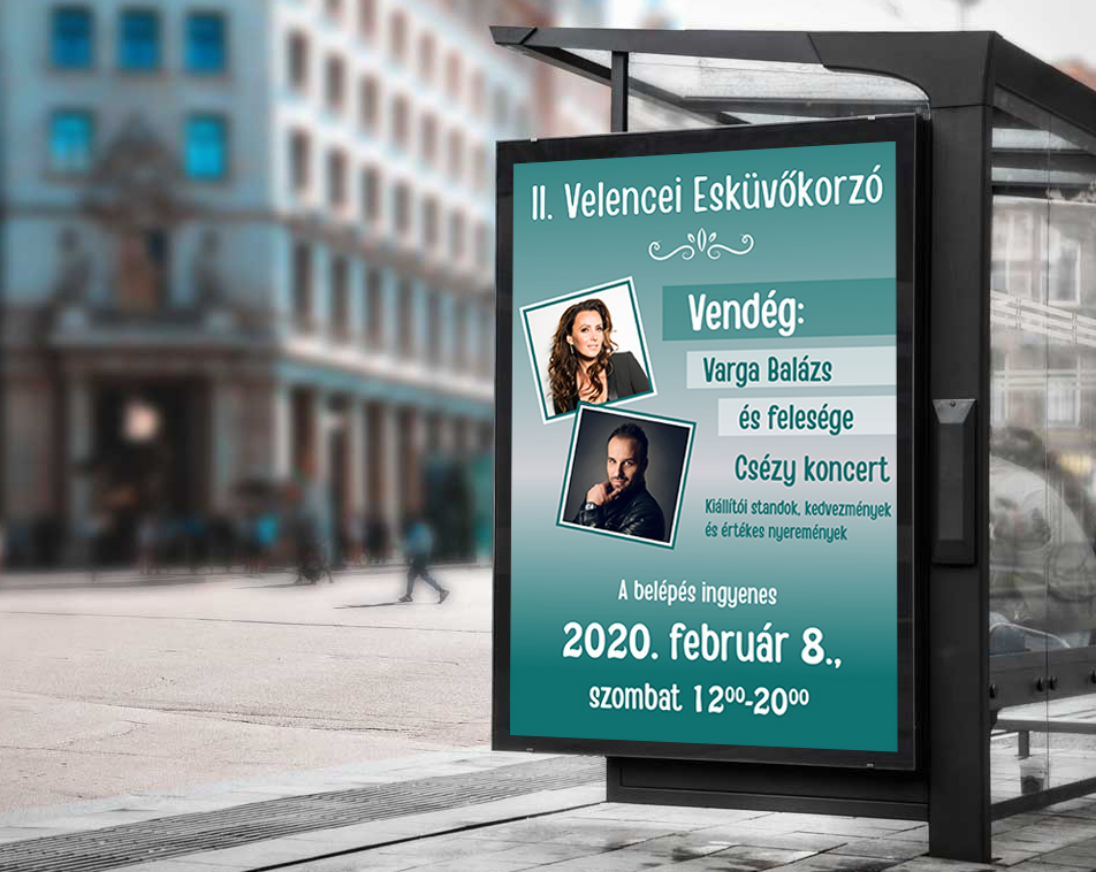 II. Velencei Esküvőkorzó
Vendég:
Varga Balázs
és felesége
Csézy koncert
Kiállítói standok, kedvezmények
és értékes nyeremények
A belépés ingyenes
2020. február 8.,
szombat 12⁰⁰-20⁰⁰